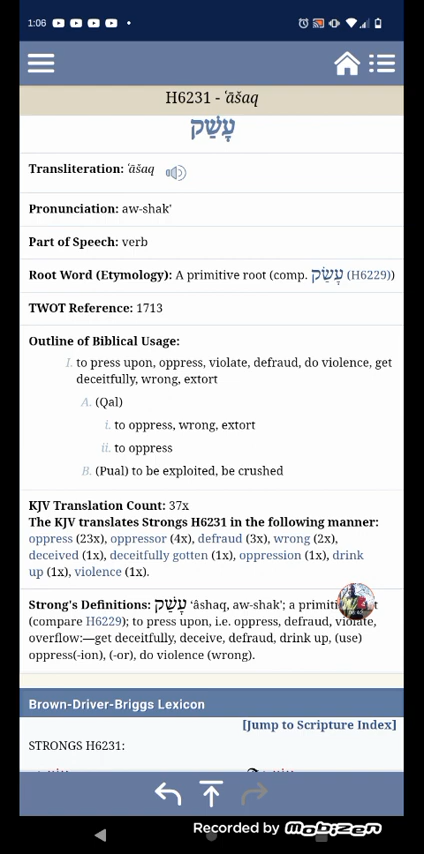 1:06
H6231 - ʿāšaq
עָשַׁק
Transliteration: ʿāšaq
Pronunciation: aw-shak'
Part of Speech: verb
Root Word (Etymology): A primitive root (comp. עָשַׂק (H6229))
TWOT Reference: 1713
Outline of Biblical Usage:
I. to press upon, oppress, violate, defraud, do violence, get
deceitfully, wrong, extort
A. (Qal)
i. to oppress, wrong, extort
ii. to oppress
B. (Pual) to be exploited, be crushed
KJV Translation Count: 37x
The KJV translates Strongs H6231 in the following manner:
oppress (23x), oppressor (4x), defraud (3x), wrong (2x),
deceived (1x), deceitfully gotten (1x), oppression (1x), drink
up (1x), violence (1x).
Strong's Definitions: עָשַׁק ʻâshaq, aw-shak'; a
(compare H6229); to press upon, i.e. oppress, defraud, violate,
overflow:—get deceitfully, deceive, defraud, drink up, (use)
oppress(-ion), (-or), do violence (wrong).
Brown-Driver-Briggs Lexicon
[Jump to Scripture Index]
STRONGS H6231:
Recorded by Mobizen